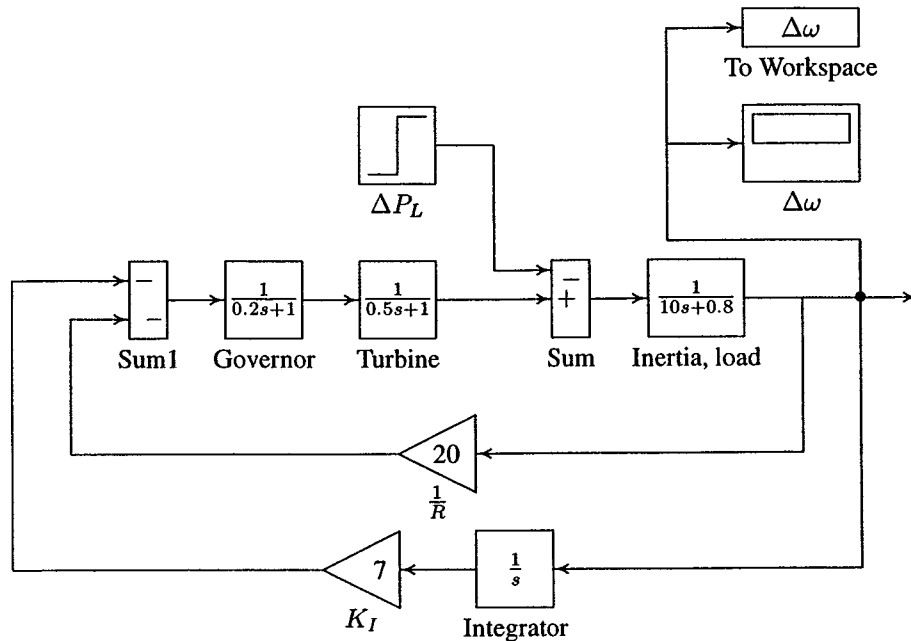 Δω
To Workspace
ΔP_L
Δω
−
−
Sum1
1
0.2s+1
Governor
1
0.5s+1
Turbine
−
+
Sum
1
10s+0.8
Inertia, load
20
1
R
7
K_I
1
s
Integrator